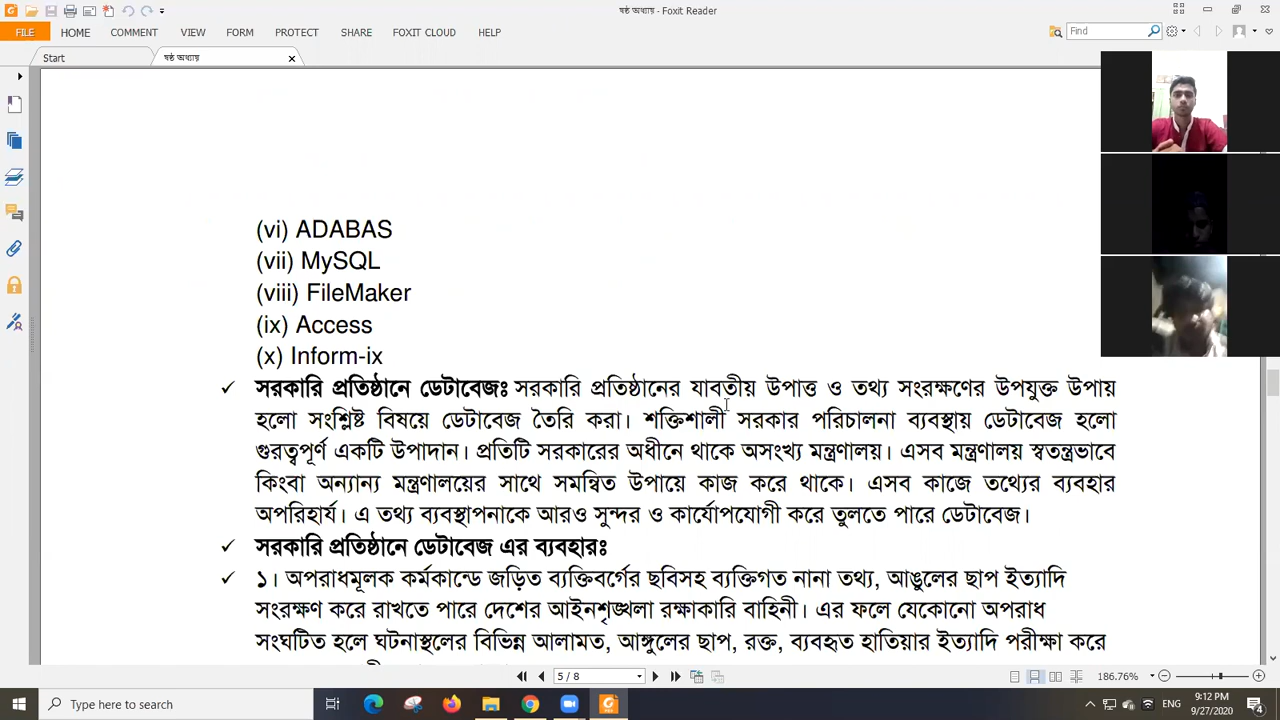 ষষ্ঠ অধ্যায় - Foxit Reader
FILE HOME COMMENT VIEW FORM PROTECT SHARE FOXIT CLOUD HELP
Find
Start ষষ্ঠ অধ্যায়
(vi) ADABAS
(vii) MySQL
(viii) FileMaker
(ix) Access
(x) Inform-ix
✓ সরকারি প্রতিষ্ঠানে ডেটাবেজঃ সরকারি প্রতিষ্ঠানের যাবতীয় উপাত্ত ও তথ্য সংরক্ষণের উপযুক্ত উপায়
হলো সংশ্লিষ্ট বিষয়ে ডেটাবেজ তৈরি করা। শক্তিশালী সরকার পরিচালনা ব্যবস্থায় ডেটাবেজ হলো
গুরত্বপূর্ণ একটি উপাদান। প্রতিটি সরকারের অধীনে থাকে অসংখ্য মন্ত্রণালয়। এসব মন্ত্রণালয় স্বতন্ত্রভাবে
কিংবা অন্যান্য মন্ত্রণালয়ের সাথে সমন্বিত উপায়ে কাজ করে থাকে। এসব কাজে তথ্যের ব্যবহার
অপরিহার্য। এ তথ্য ব্যবস্থাপনাকে আরও সুন্দর ও কার্যোপযোগী করে তুলতে পারে ডেটাবেজ।
✓ সরকারি প্রতিষ্ঠানে ডেটাবেজ এর ব্যবহারঃ
✓ ১। অপরাধমূলক কর্মকান্ডে জড়িত ব্যক্তিবর্গের ছবিসহ ব্যক্তিগত নানা তথ্য, আঙুলের ছাপ ইত্যাদি
সংরক্ষণ করে রাখতে পারে দেশের আইনশৃঙ্খলা রক্ষাকারি বাহিনী। এর ফলে যেকোনো অপরাধ
সংঘটিত হলে ঘটনাস্থলের বিভিন্ন আলামত, আঙ্গুলের ছাপ, রক্ত, ব্যবহৃত হাতিয়ার ইত্যাদি পরীক্ষা করে
5 / 8
186.76%
Type here to search
ENG
9:12 PM
9/27/2020
4